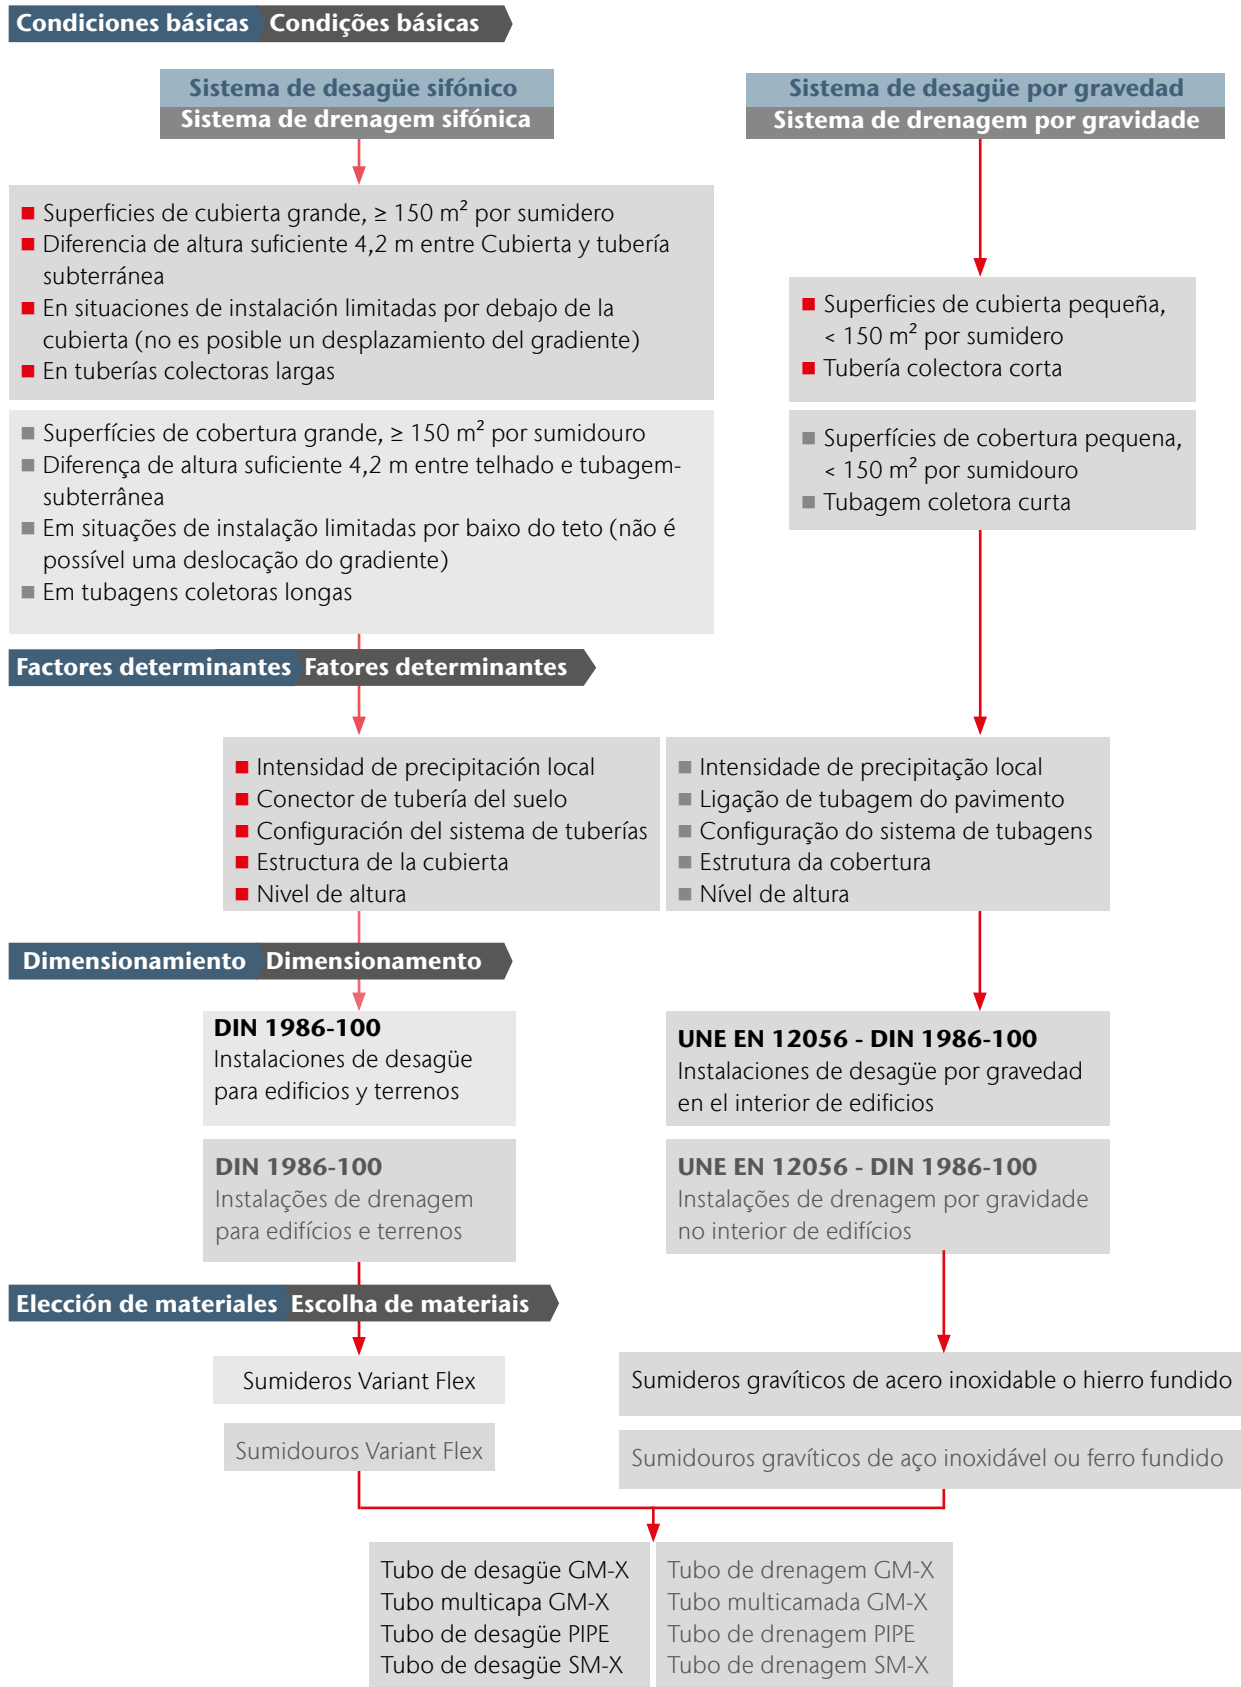 Condiciones básicas Condições básicas
Sistema de desagüe sifónico
Sistema de drenagem sifónica
Sistema de desagüe por gravedad
Sistema de drenagem por gravidade
Superficies de cubierta grande, ≥ 150 m² por sumidero
Diferencia de altura suficiente 4,2 m entre Cubierta y tubería
subterránea
En situaciones de instalación limitadas por debajo de la
cubierta (no es posible un desplazamiento del gradiente)
En tuberías colectoras largas
Superfícies de cobertura grande, ≥ 150 m² por sumidouro
Diferença de altura suficiente 4,2 m entre telhado e tubagem-
subterrânea
Em situações de instalação limitadas por baixo do teto (não é
possível uma deslocação do gradiente)
Em tubagens coletoras longas
Superficies de cubierta pequeña,
< 150 m² por sumidero
Tubería colectora corta
Superfícies de cobertura pequena,
< 150 m² por sumidouro
Tubagem coletora curta
Factores determinantes Fatores determinantes
Intensidad de precipitación local
Conector de tubería del suelo
Configuración del sistema de tuberías
Estructura de la cubierta
Nivel de altura
Intensidade de precipitação local
Ligação de tubagem do pavimento
Configuração do sistema de tubagens
Estrutura da cobertura
Nível de altura
Dimensionamiento Dimensionamento
DIN 1986-100
Instalaciones de desagüe
para edificios y terrenos
DIN 1986-100
Instalações de drenagem
para edifícios e terrenos
UNE EN 12056 - DIN 1986-100
Instalaciones de desagüe por gravedad
en el interior de edificios
UNE EN 12056 - DIN 1986-100
Instalações de drenagem por gravidade
no interior de edifícios
Elección de materiales Escolha de materiais
Sumideros Variant Flex
Sumidouros Variant Flex
Sumideros gravíticos de acero inoxidable o hierro fundido
Sumidouros gravíticos de aço inoxidável ou ferro fundido
Tubo de desagüe GM-X
Tubo multicapa GM-X
Tubo de desagüe PIPE
Tubo de desagüe SM-X
Tubo de drenagem GM-X
Tubo multicamada GM-X
Tubo de drenagem PIPE
Tubo de drenagem SM-X